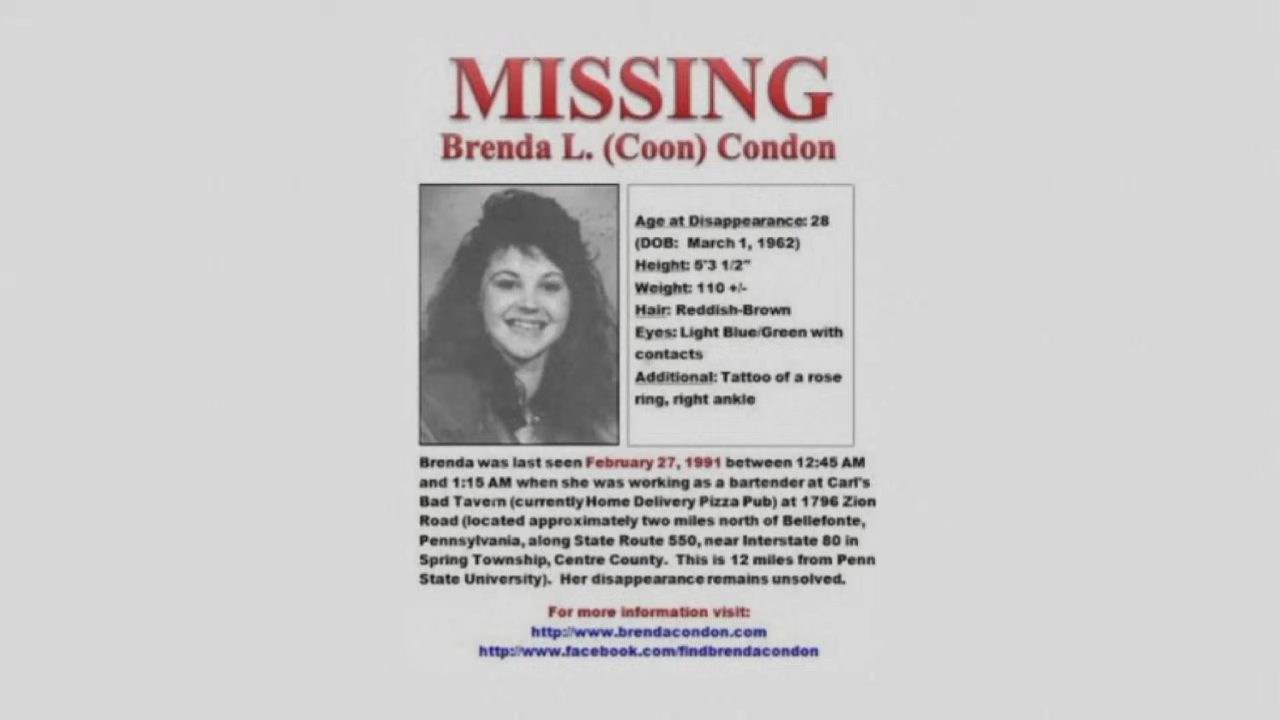 MISSING
Brenda L. (Coon) Condon
Age at Disappearance: 28
(DOB: March 1, 1962)
Height: 5'3 1/2"
Weight: 110 +/-
Hair: Reddish-Brown
Eyes: Light Blue/Green with
contacts
Additional: Tattoo of a rose
ring, right ankle
Brenda was last seen February 27, 1991 between 12:45 AM
and 1:15 AM when she was working as a bartender at Carl's
Bad Tavern (currently Home Delivery Pizza Pub) at 1796 Zion
Road (located approximately two miles north of Bellefonte,
Pennsylvania, along State Route 550, near Interstate 80 in
Spring Township, Centre County. This is 12 miles from Penn
State University). Her disappearance remains unsolved.
For more information visit:
http://www.brendacondon.com
http://www.facebook.com/findbrendacondon